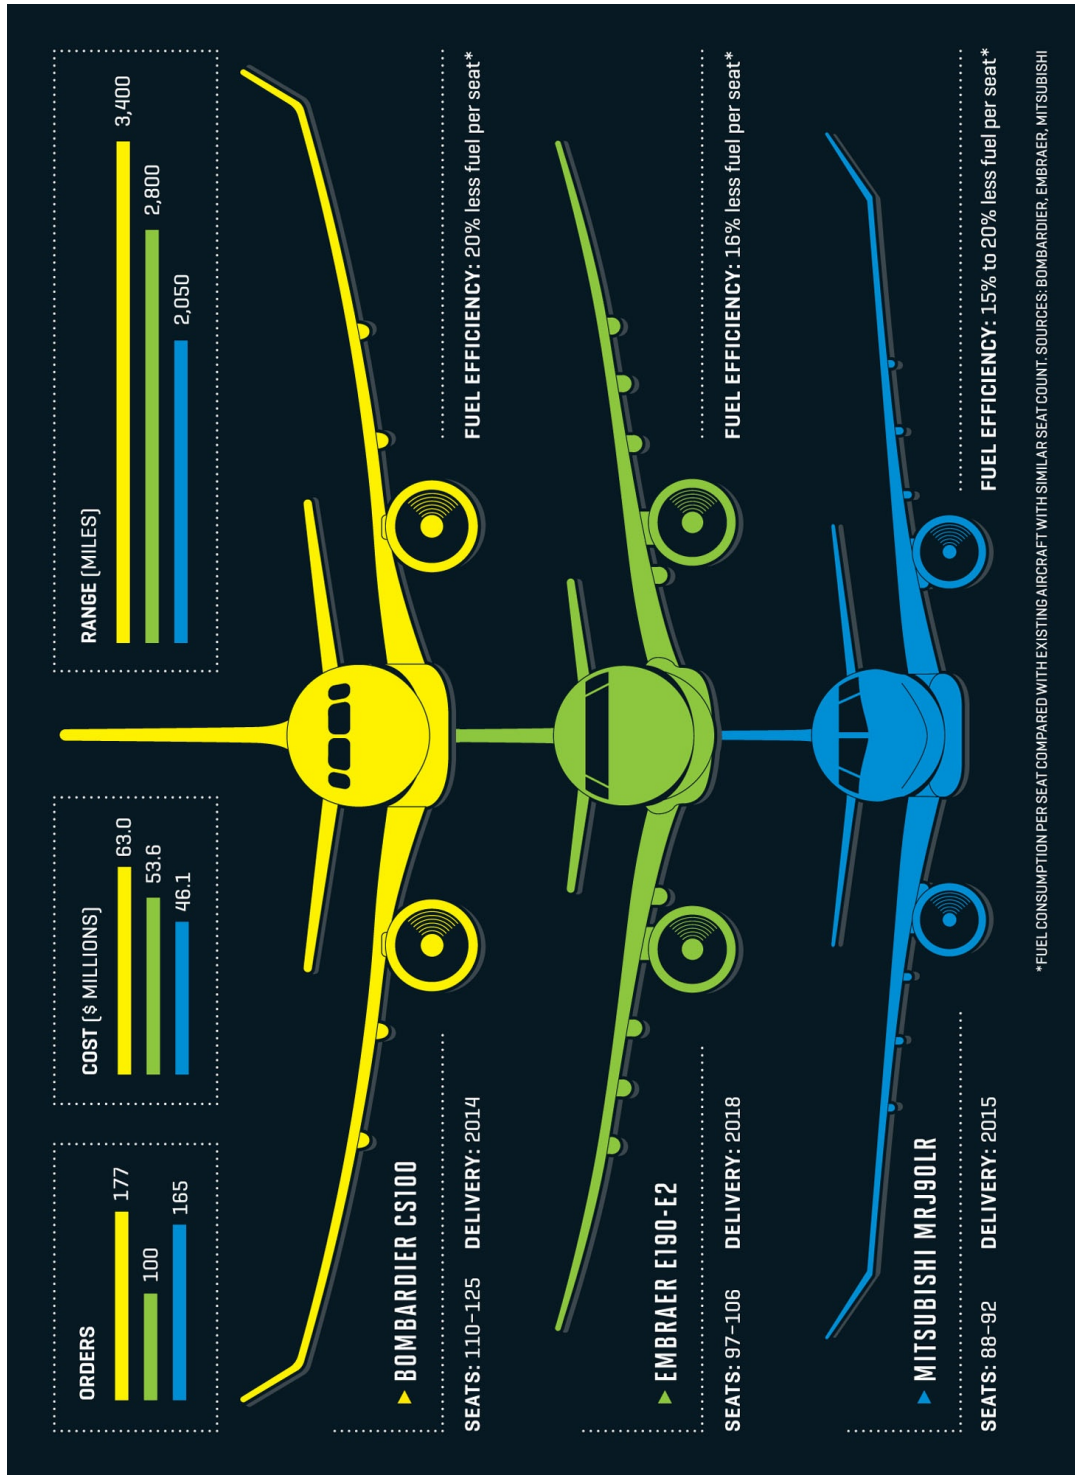 ORDERS
177
100
165
COST ($ MILLIONS)
63.0
53.6
46.1
RANGE (MILES)
3,400
2,800
2,050
BOMBARDIER CS100
SEATS: 110–125 DELIVERY: 2014
FUEL EFFICIENCY: 20% less fuel per seat*
EMBRAER E190-E2
SEATS: 97–106 DELIVERY: 2018
FUEL EFFICIENCY: 16% less fuel per seat*
MITSUBISHI MRJ90LR
SEATS: 88–92 DELIVERY: 2015
FUEL EFFICIENCY: 15% to 20% less fuel per seat*
*FUEL CONSUMPTION PER SEAT COMPARED WITH EXISTING AIRCRAFT WITH SIMILAR SEAT COUNT. SOURCES: BOMBARDIER, EMBRAER, MITSUBISHI